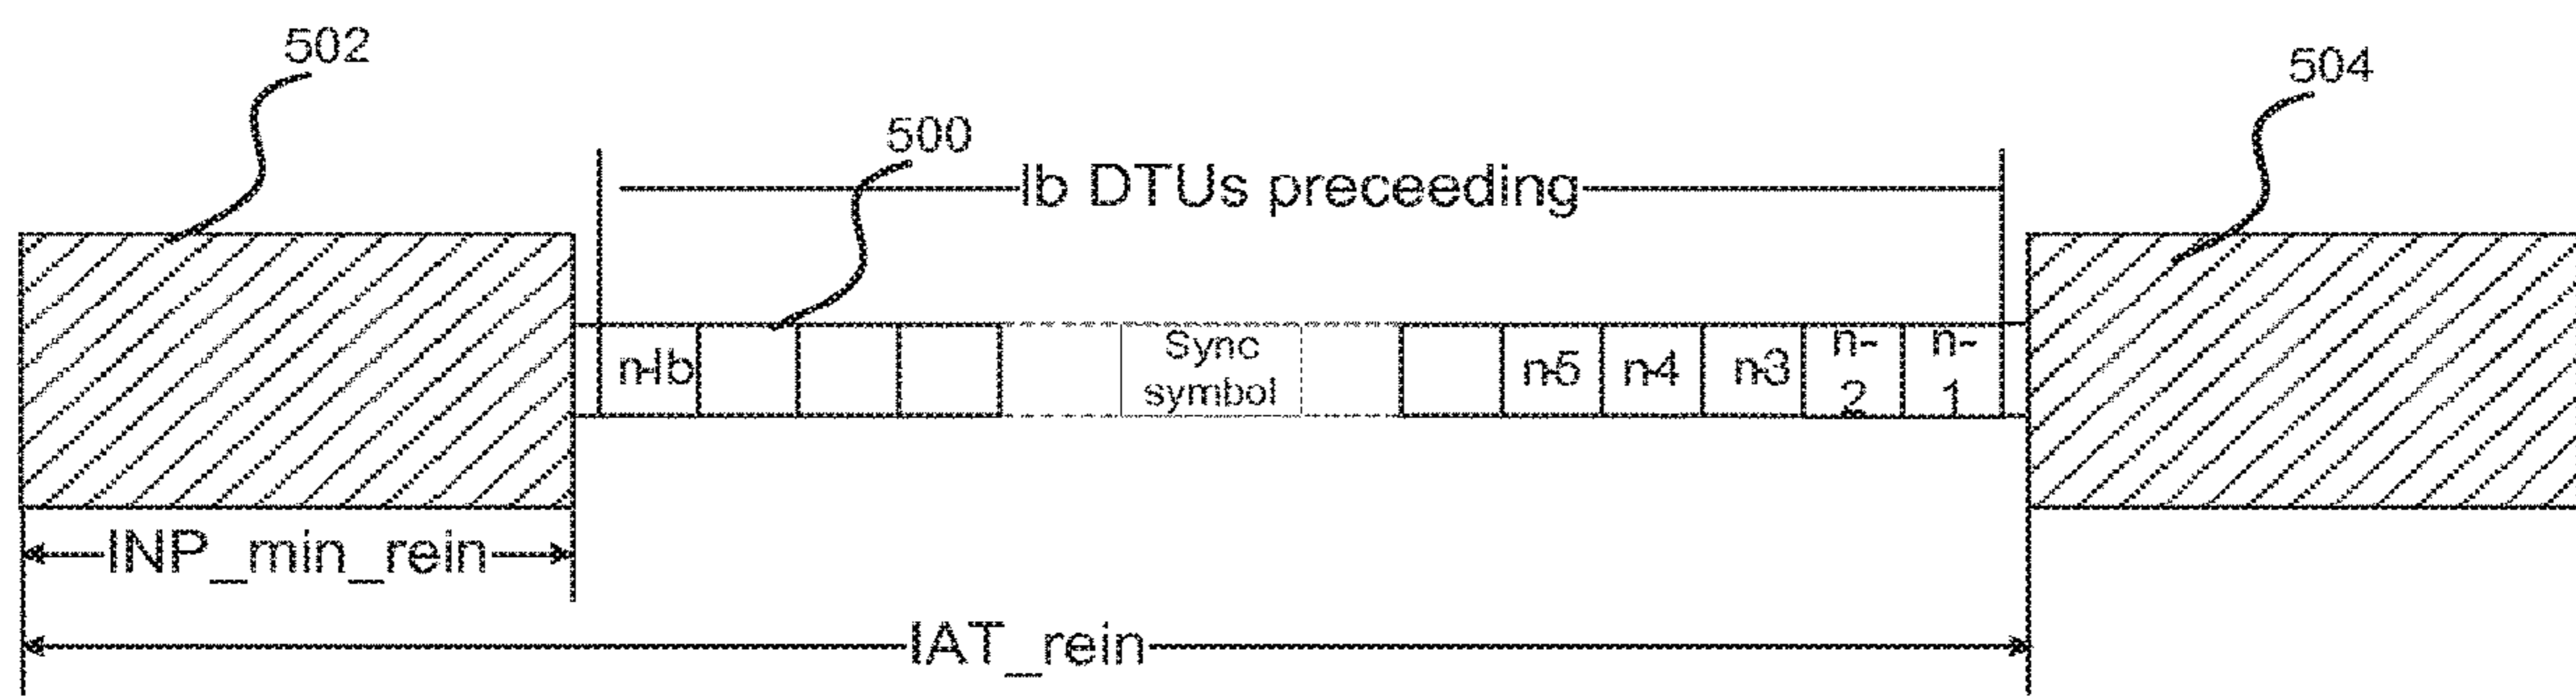 502
504
500
lb DTUs preceeding
n-lb
Sync
symbol
n-5
n-4
n-3
n-
2
n-
1
INP_min_rein
IAT_rein